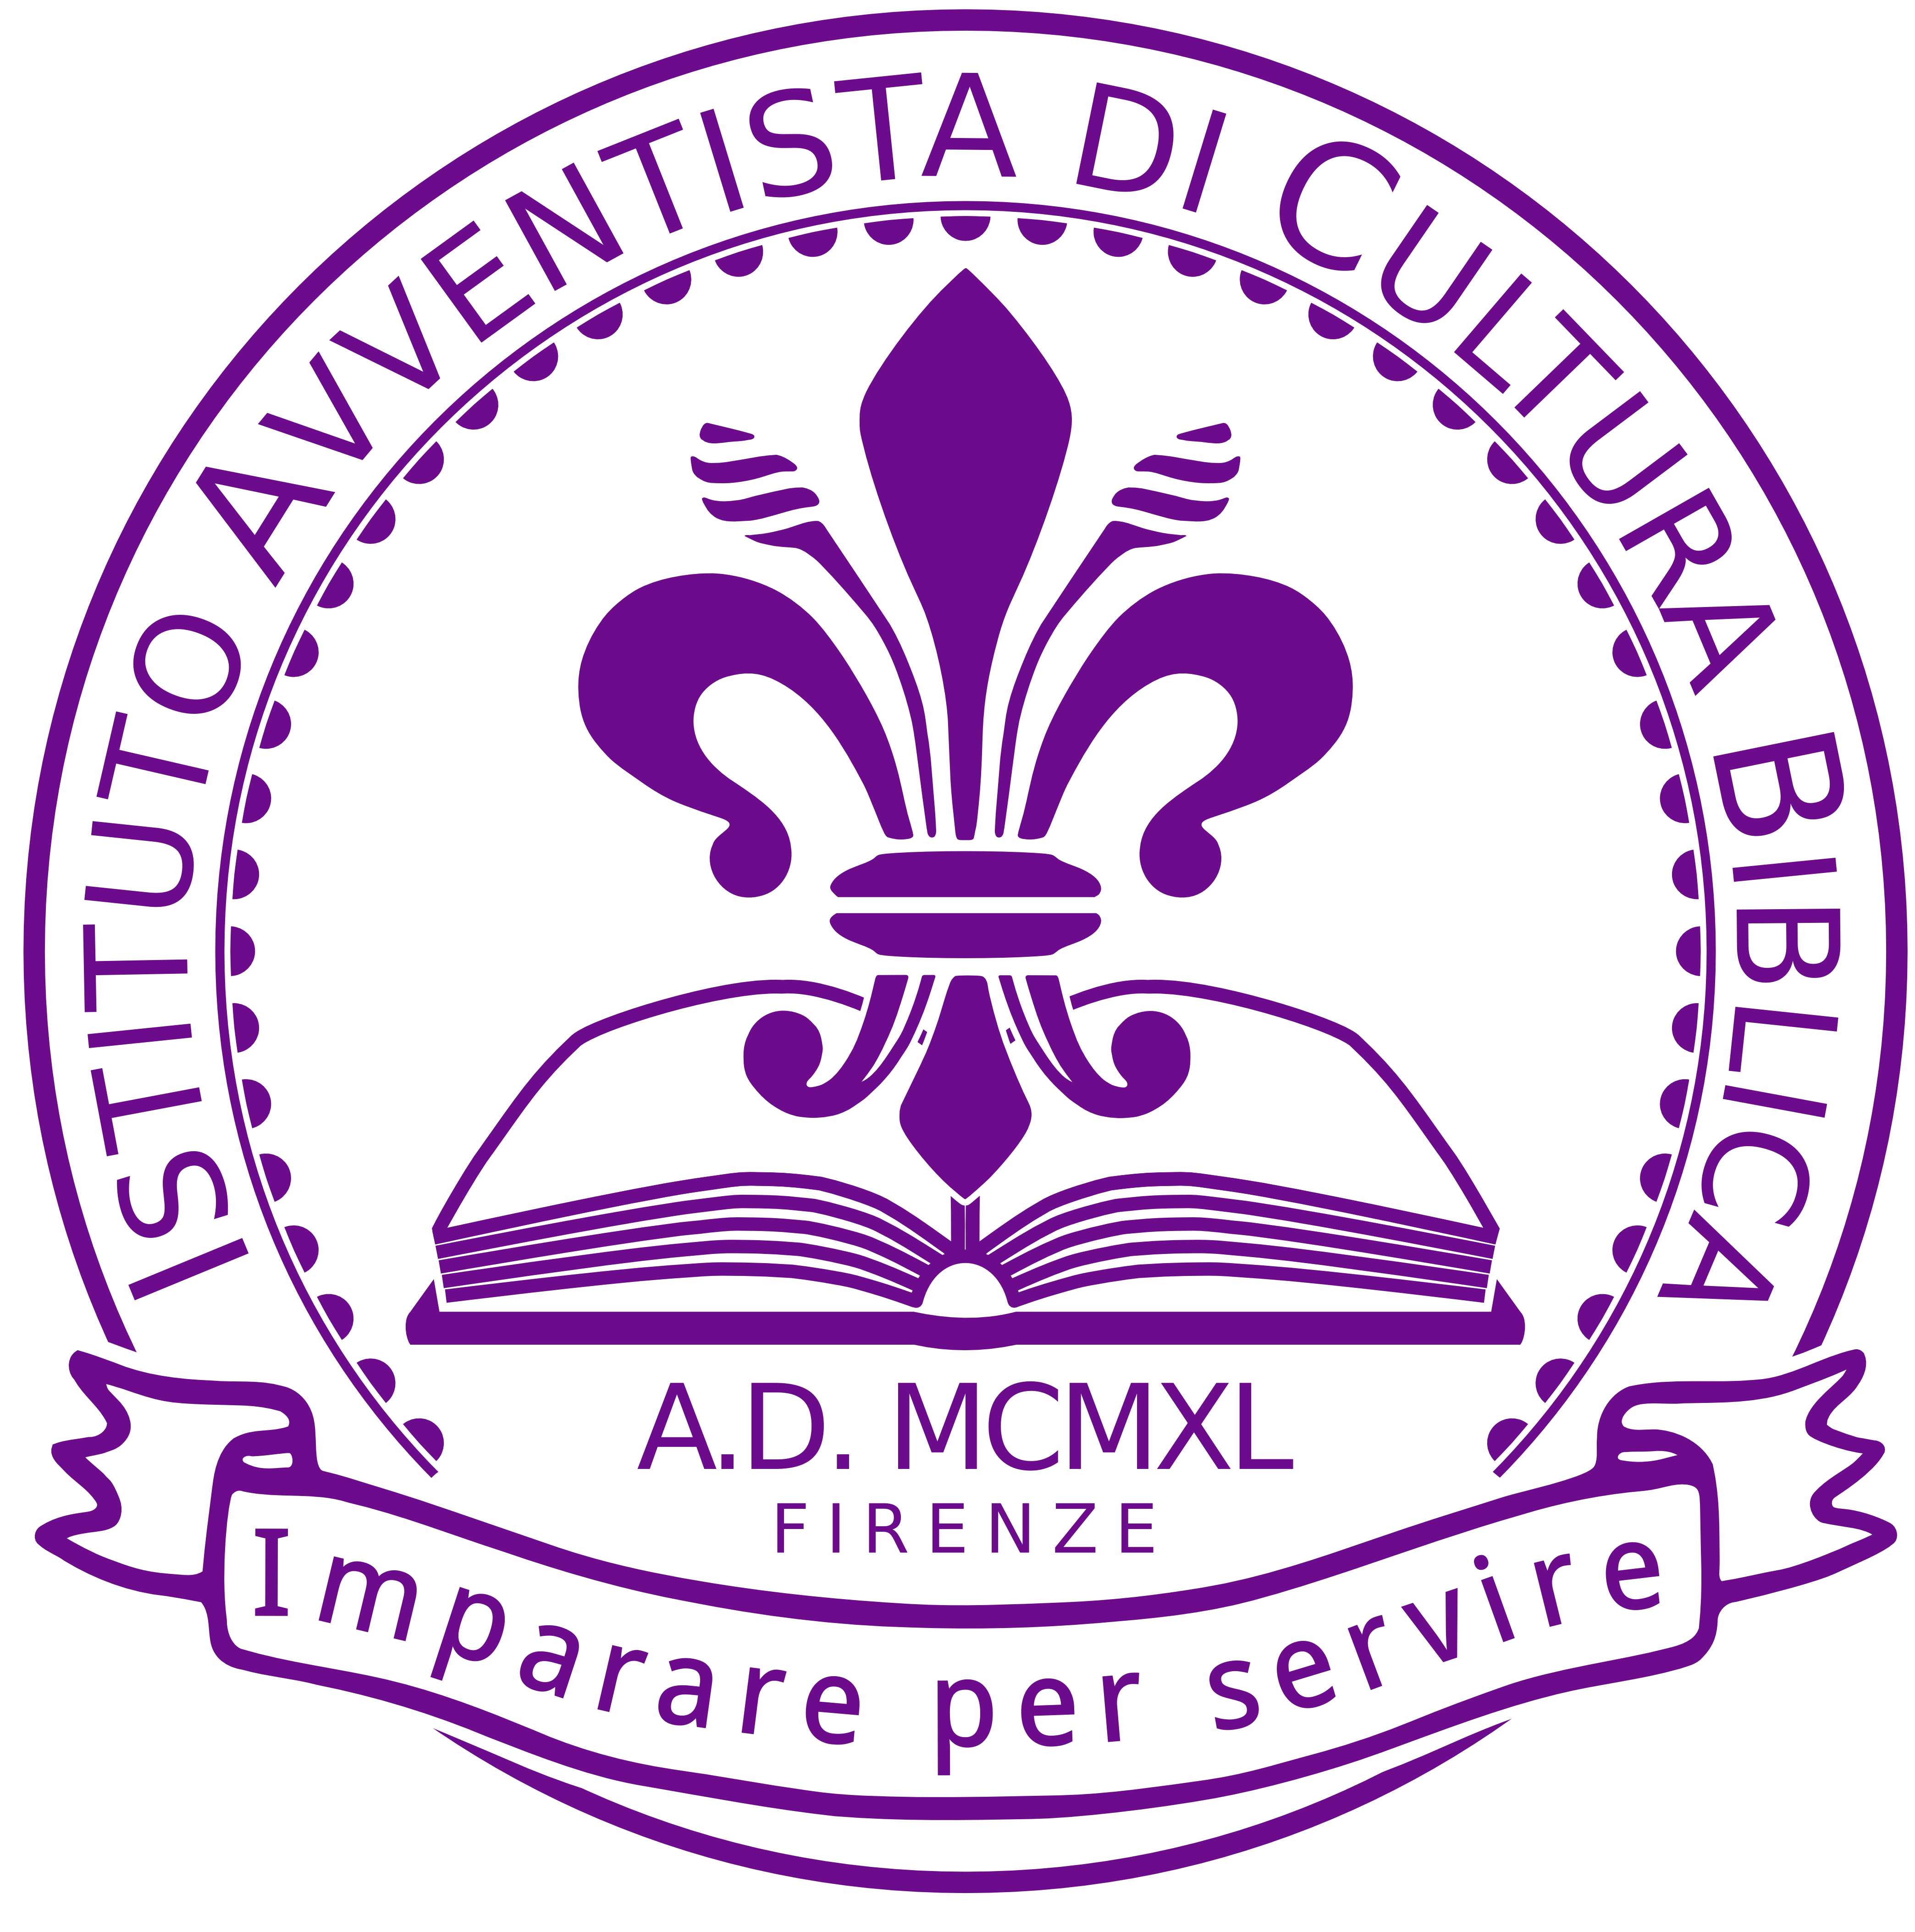 ISTITUTO AVVENTISTA DI CULTURA BIBLICA
A.D. MCMXL
FIRENZE
Imparare per servire